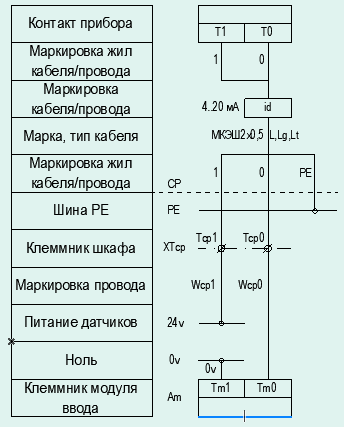 Контакт прибора
T1 T0
Маркировка жил
кабеля/провода
1 0
Маркировка
кабеля/провода
4..20 мА id
Марка, тип кабеля
МКЭШ2х0,5 L,Lg,Lt
Маркировка жил
кабеля/провода
1 0 PE
СР
Шина PE
PE
Клеммник шкафа
XTср Тср1 Тср0
Маркировка провода
Wср1 Wср0
Питание датчиков
24v
Ноль
0v
0v
Клеммник модуля
ввода
Am
Tm1 Tm0